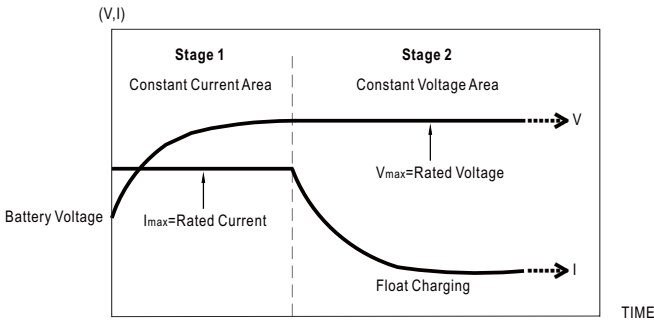 (V,I)
Stage 1
Stage 2
Constant Current Area
Constant Voltage Area
V
Vmax=Rated Voltage
Battery Voltage
Imax=Rated Current
I
Float Charging
TIME